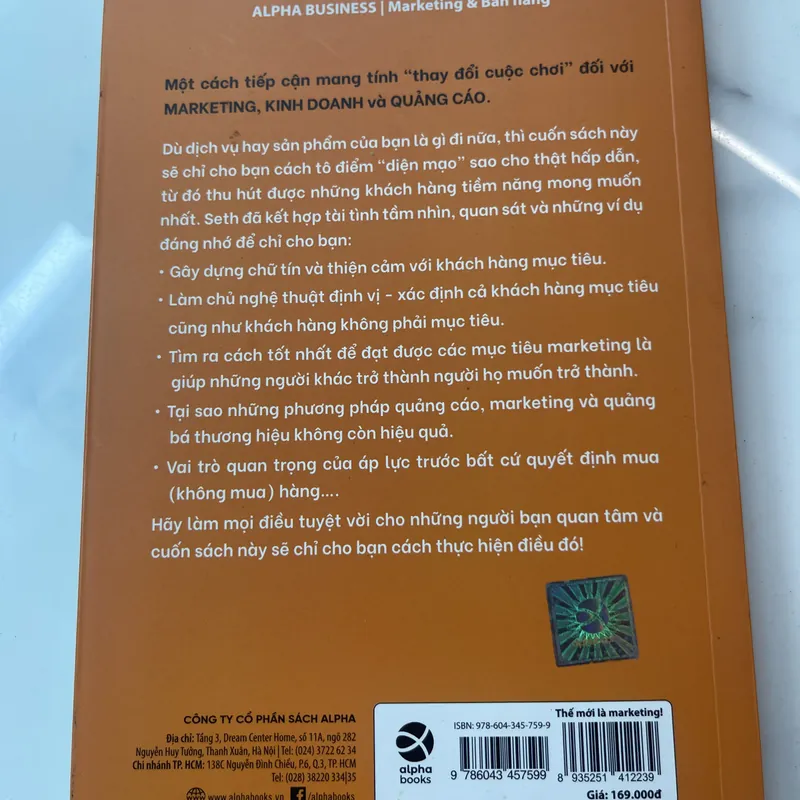 ALPHA BUSINESS | Marketing & Bán hàng
Một cách tiếp cận mang tính “thay đổi cuộc chơi” đối với
MARKETING, KINH DOANH và QUẢNG CÁO.
Dù dịch vụ hay sản phẩm của bạn là gì đi nữa, thì cuốn sách này
sẽ chỉ cho bạn cách tô điểm “diện mạo” sao cho thật hấp dẫn,
từ đó thu hút được những khách hàng tiềm năng mong muốn
nhất. Seth đã kết hợp tài tình tầm nhìn, quan sát và những ví dụ
đáng nhớ để chỉ cho bạn:
• Gây dựng chữ tín và thiện cảm với khách hàng mục tiêu.
• Làm chủ nghệ thuật định vị - xác định cả khách hàng mục tiêu
cũng như khách hàng không phải mục tiêu.
• Tìm ra cách tốt nhất để đạt được các mục tiêu marketing là
giúp những người khác trở thành người họ muốn trở thành.
• Tại sao những phương pháp quảng cáo, marketing và quảng
bá thương hiệu không còn hiệu quả.
• Vai trò quan trọng của áp lực trước bất cứ quyết định mua
(không mua) hàng....
Hãy làm mọi điều tuyệt vời cho những người bạn quan tâm và
cuốn sách này sẽ chỉ cho bạn cách thực hiện điều đó!
CÔNG TY CỔ PHẦN SÁCH ALPHA
Địa chỉ: Tầng 3, Dream Center Home, số 11A, ngõ 282
Nguyễn Huy Tưởng, Thanh Xuân, Hà Nội | Tel: (024) 3722 62 34
Chi nhánh TP. HCM: 138C Nguyễn Đình Chiểu, P.6, Q.3, TP. HCM
Tel: (028) 38220 334|35
www.alphabooks.vn /alphabooks
alpha
books
ISBN: 978-604-345-759-9
9 786043 457599
Thế mới là marketing!
8 935251 412239
Giá: 169.000đ